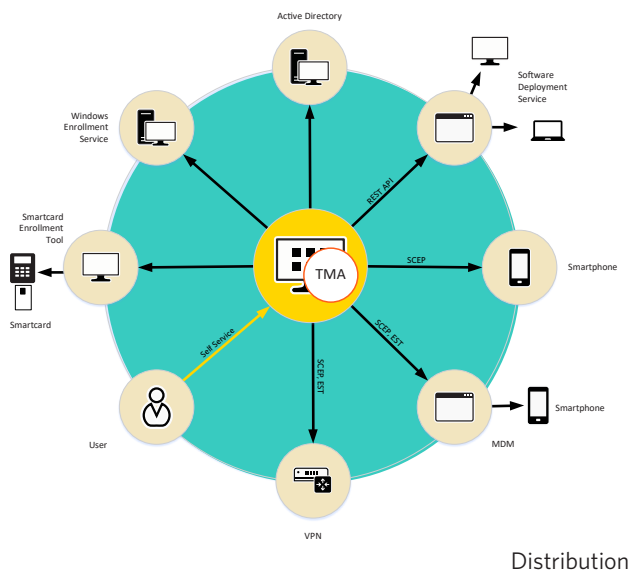 Active Directory
Software
Deployment
Service
Windows
Enrollment
Service
REST API
Smartcard
Enrollment
Tool
TMA
SCEP
Smartphone
Smartcard
Self Service
SCEP, EST
SCEP, EST
Smartphone
User
MDM
VPN
Distribution